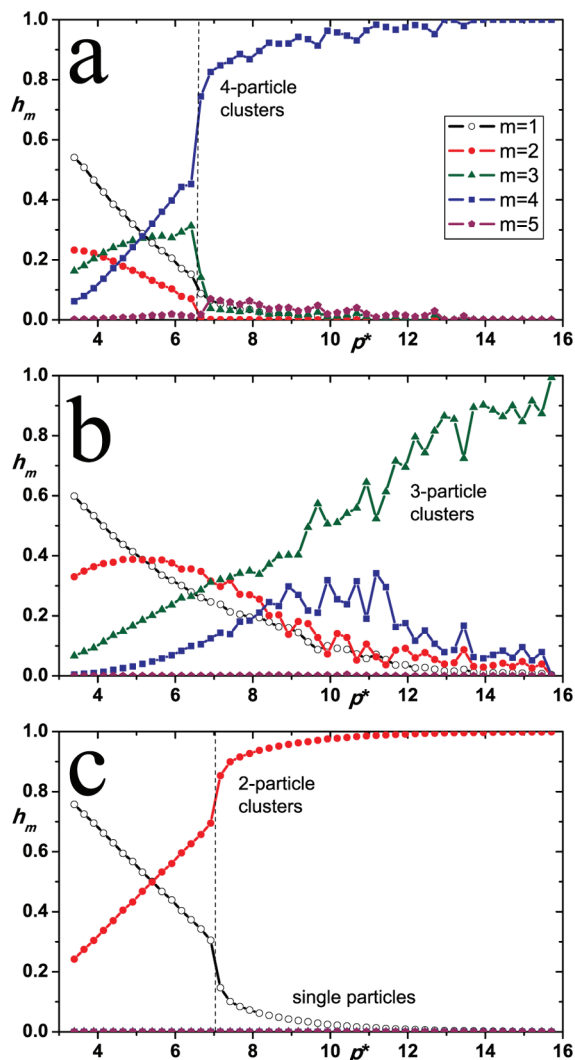 a
1.0
0.8
hm
0.6
0.4
0.2
0.0
4-particle
clusters
m=1
m=2
m=3
m=4
m=5
4 6 8 10 12 14 16
p*
b
1.0
0.8
hm
0.6
0.4
0.2
0.0
3-particle
clusters
4 6 8 10 12 14 16
p*
c
1.0
0.8
hm
0.6
0.4
0.2
0.0
2-particle
clusters
single particles
4 6 8 10 12 14 16
p*